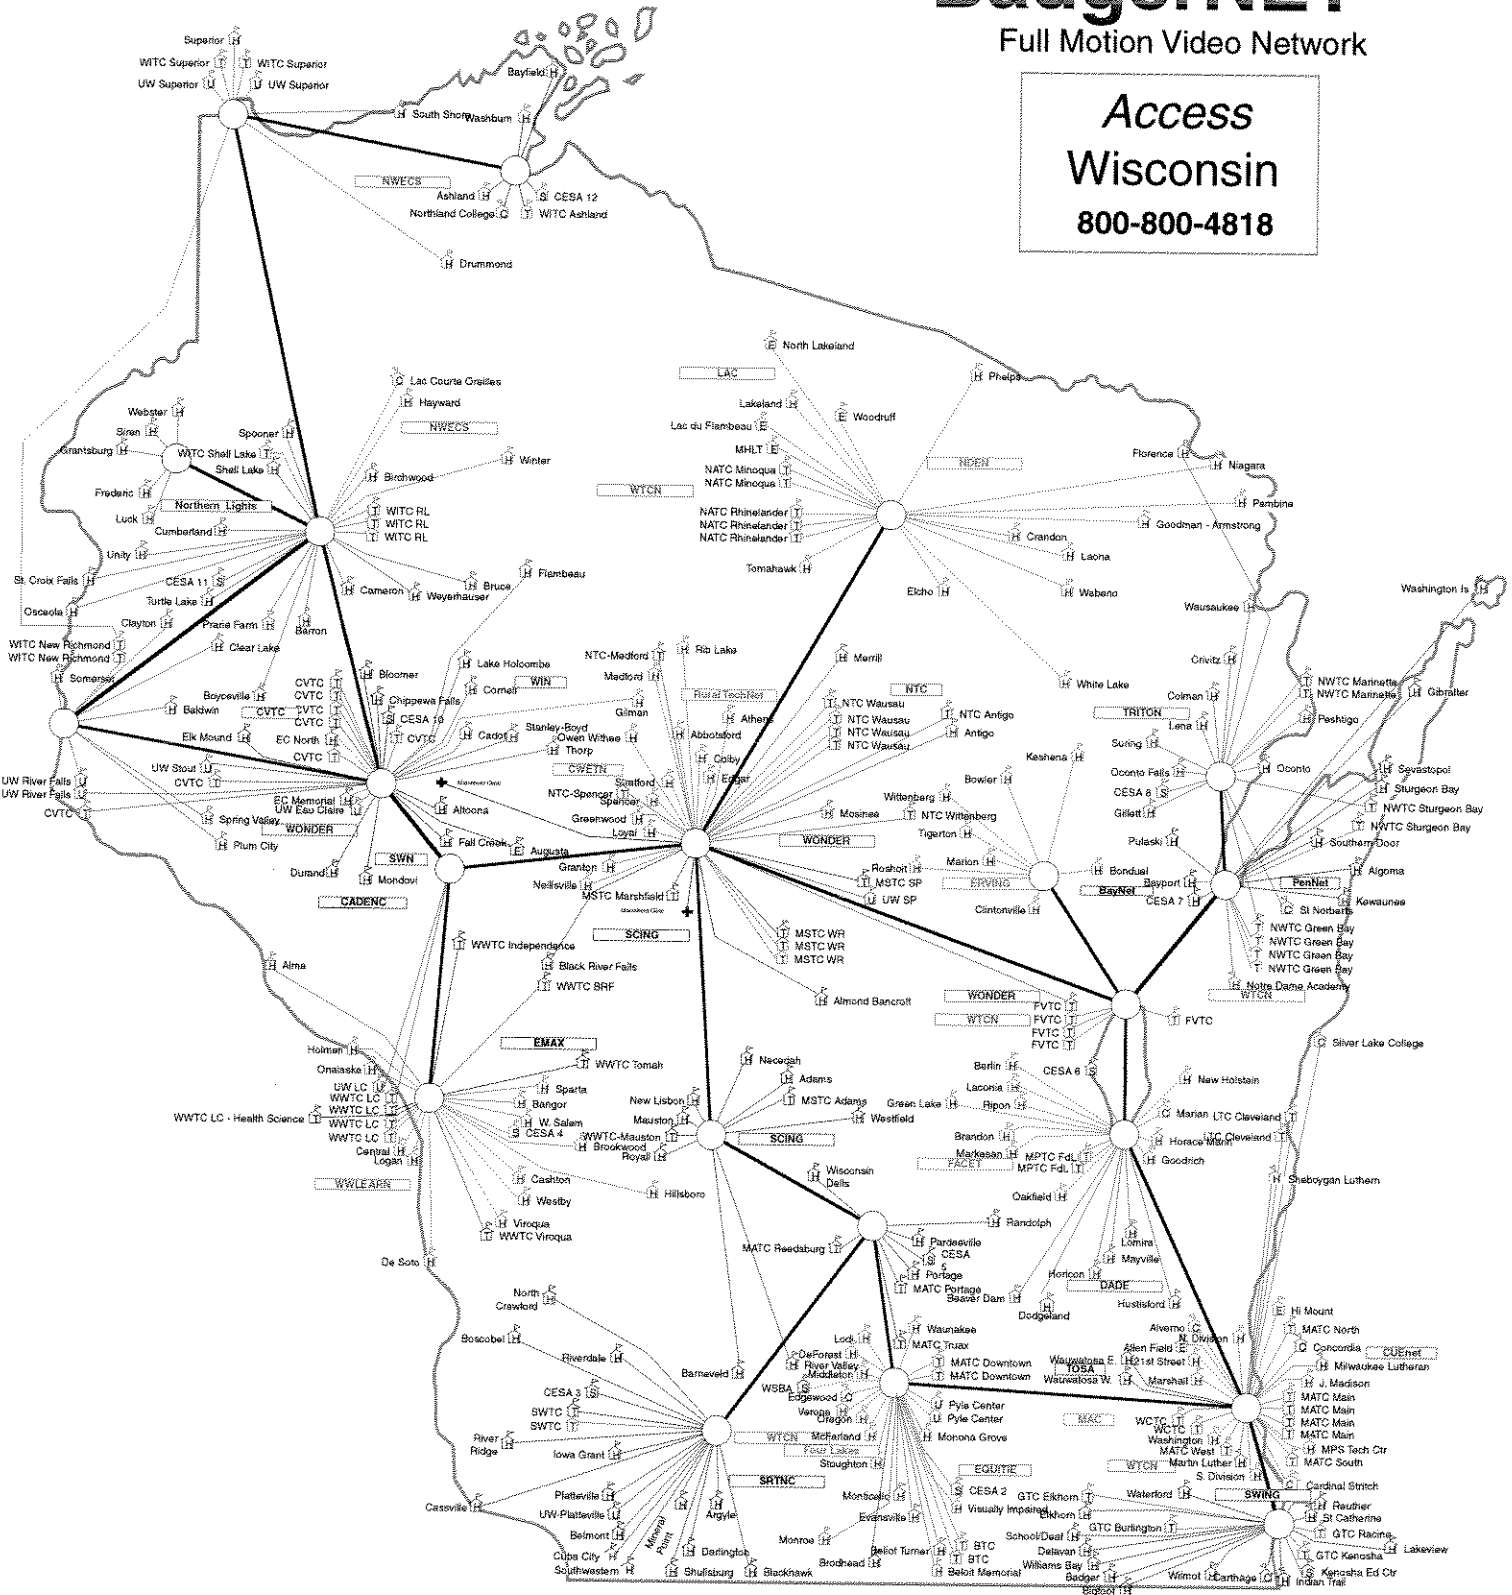 BadgerNET
Full Motion Video Network
Access
Wisconsin
800-800-4818
Superior H
WITC Superior T
T WITC Superior
UW Superior U
U UW Superior
Bayfield H
H South Shore
Washburn H
NWECS
Ashland H
S CESA 12
Northland College C
T WITC Ashland
H Drummond
E North Lakeland
LAC
H Phelps
C Lac Courte Oreilles
H Hayward
NWECS
Lakeland H
E Woodruff
Lac du Flambeau E
MHLT E
NATC Minoqua T
NATC Minoqua T
WTCN
NDEN
NATC Rhinelander T
NATC Rhinelander T
NATC Rhinelander T
Tomahawk H
Florence H
H Niagara
H Pembine
H Goodman - Armstrong
H Crandon
H Laona
Elcho H
H Wabeno
Webster H
Siren H
Grantsburg H
Spooner H
WITC Shell Lake T
Shell Lake H
H Winter
H Birchwood
Frederic H
Luck H
Northern Lights
Cumberland H
T WITC RL
T WITC RL
T WITC RL
Unity H
St. Croix Falls H
CESA 11 S
Turtle Lake H
Osceola H
Clayton H
Prarie Farm H
Barron
H Cameron
H Weyerhauser
H Bruce
H Flambeau
WITC New Richmond T
WITC New Richmond T
H Clear Lake
H Somerset
Wausaukee H
Washington Is H
Crivitz H
H White Lake
NTC-Medford T
H Rib Lake
Medford H
H Merrill
H Lake Holcombe
H Cornell
WIN
H Bloomer
CVTC T
CVTC T
CVTC T
CVTC T
CVTC
Boyceville H
H Baldwin
Elk Mound H
EC North H
CVTC T
H Chippewa Falls
S CESA 10
T CVTC
H Cadott
Stanley-Boyd
H Thorp
Owen Withee H
Gilman
Rural TechNet
H Athens
H Abbotsford
H Colby
H Edgar
NTC
T NTC Wausau
T NTC Wausau
T NTC Wausau
T NTC Wausau
T NTC Antigo
H Antigo
Colman H
TRITON
Lena H
Suring H
T NWTC Marinette
T NWTC Marinette
H Gibralter
H Peshtigo
Oconto Falls H
H Oconto
CESA 8 S
Gillett H
H Sevastopol
H Sturgeon Bay
T NWTC Sturgeon Bay
T NWTC Sturgeon Bay
H Southern Door
H Algoma
H Kewaunee
PenNet
Keshena H
Bowler H
Wittenberg H
T NTC Wittenberg
Tigerton H
Marion H
H Mosinee
WONDER
Rosholt H
T MSTC SP
U UW SP
ERVING
Clintonville H
H Bonduel
BayNet
Pulaski H
Bayport H
CESA 7 H
C St Norberts
T NWTC Green Bay
T NWTC Green Bay
T NWTC Green Bay
T NWTC Green Bay
H Notre Dame Academy
WTCN
UW River Falls U
UW River Falls U
CVTC T
UW Stout U
CVTC T
H Spring Valley
H Plum City
EC Memorial H
UW Eau Claire U
WONDER
H Altoona
H Fall Creek
E Augusta
SWN
Durand H
H Mondovi
CADENC
CWETN
Stratford H
NTC-Spencer T
Spencer H
Greenwood H
Loyal H
Granton H
Neillsville H
MSTC Marshfield T
SCING
T MSTC WR
T MSTC WR
T MSTC WR
H Almond Bancroft
T WWTC Independence
H Black River Falls
T WWTC BRF
H Alma
EMAX
WONDER
WTCN
FVTC T
FVTC T
FVTC T
FVTC T
T FVTC
CESA 6 S
C Silver Lake College
Holmen H
Onalaska H
UW LC U
WWTC LC T
WWTC LC T
WWTC LC T
WWTC LC T
WWTC LC - Health Science T
Central H
Logan H
WWLEARN
T WWTC Tomah
H Sparta
H Bangor
H W. Salem
S CESA 4
H Brookwood
H Cashton
H Westby
H Viroqua
T WWTC Viroqua
H Hillsboro
De Soto H
H Necedah
H Adams
T MSTC Adams
H Westfield
New Lisbon H
Mauston H
WWTC-Mauston T
Royall H
SCING
Berlin H
Laconia H
Green Lake H
Ripon H
Brandon H
Markesan H
FACET
MPTC FdL T
MPTC FdL T
Oakfield H
H New Holstein
C Marian
LTC Cleveland T
H Horace Mann
LTC Cleveland T
H Goodrich
H Sheboygan Luthern
Lomira
H Mayville
Horicon H
DADE
Beaver Dam H
Dodgeland
Hustisford H
Wisconsin
H Dells
H Randolph
H Pardeeville
S CESA
5
MATC Reedsburg T
H Portage
T MATC Portage
North
Crawford H
Boscobel H
Riverdale H
CESA 3 S
SWTC T
SWTC T
River
Ridge H
Iowa Grant H
Barneveld H
Cassville H
Platteville H
UW-Platteville U
Belmont H
Cuba City H
Southwestern H
Mineral
Point
Argyle
H Darlington
H Shullsburg
H Blackhawk
SRTNC
Lodi H
H Waunakee
T MATC Truax
DeForest H
H River Valley
Middleton H
WSBA S
Edgewood C
Verona H
Oregon H
McFarland H
WTCN
Four Lakes
Stoughton H
T MATC Downtown
T MATC Downtown
U Pyle Center
U Pyle Center
H Monona Grove
Monticello H
Evansville H
Monroe H
Brodhead H
EQUITIE
S CESA 2
H Visually Impaired
Beloit Turner H
T BTC
T BTC
H Beloit Memorial
Alverno C
N. Division H
Allen Field E
Wauwatosa E. H
21st Street H
TOSA
Wauwatosa W. H
Marshall H
E Hi Mount
T MATC North
C Concordia
CUEnet
H Milwaukee Lutheran
H J. Madison
T MATC Main
T MATC Main
T MATC Main
T MATC Main
H MPS Tech Ctr
T MATC South
MAC
WCTC T
WCTC T
Washington H
MATC West T
Martin Luther H
S. Division H
WTCN
C Cardinal Stritch
Waterford H
SWING
GTC Elkhorn T
Elkhorn H
GTC Burlington T
School/Deaf H
Delavan H
Williams Bay H
Badger H
Bigfoot H
Wilmot H
Carthage C
H Reuther
H St Catherine
T GTC Racine
H Lakeview
T GTC Kenosha
S Kenosha Ed Ctr
H Indian Trail